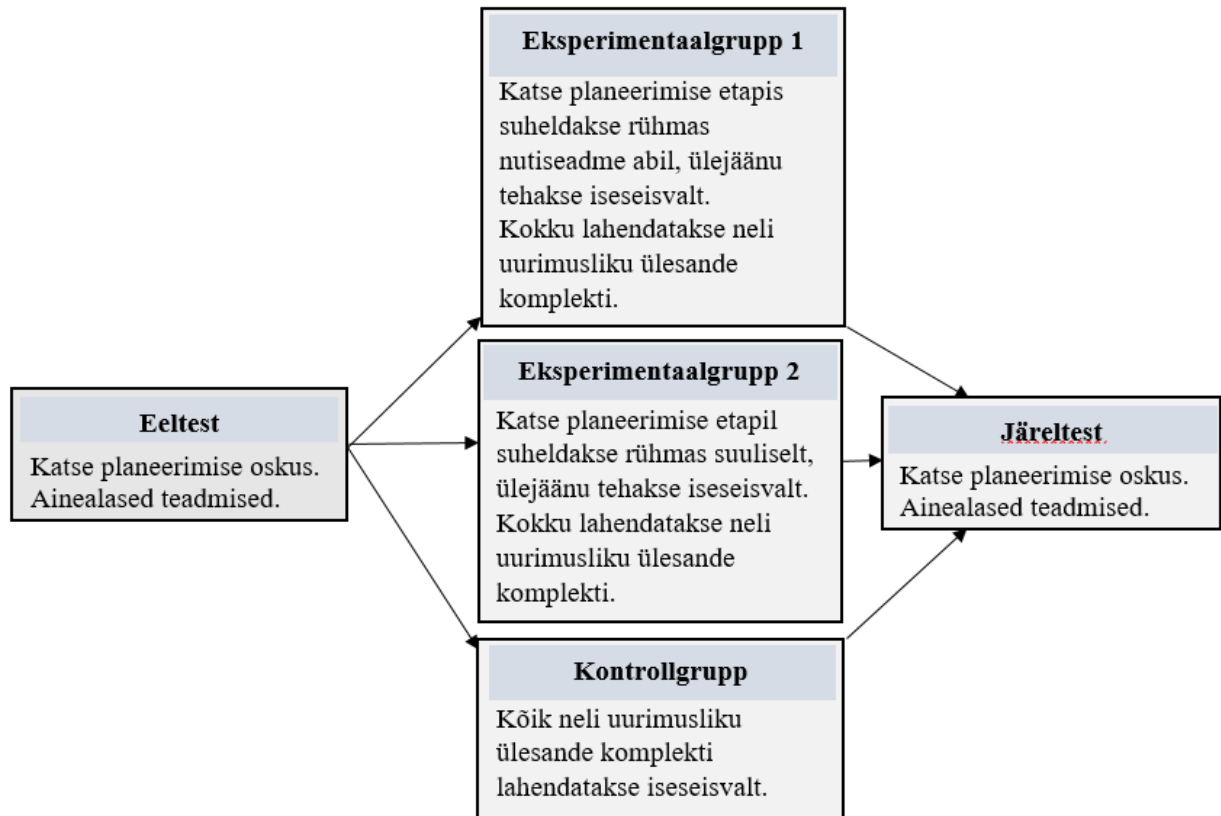 Eksperimentaalgrupp 1
Katse planeerimise etapis
suheldakse rühmas
nutiseadme abil, ülejäänu
tehakse iseseisvalt.
Kokku lahendatakse neli
uurimusliku ülesande
komplekti.
Eeltest
Katse planeerimise oskus.
Ainealased teadmised.
Eksperimentaalgrupp 2
Katse planeerimise etapil
suheldakse rühmas suuliselt,
ülejäänu tehakse iseseisvalt.
Kokku lahendatakse neli
uurimusliku ülesande
komplekti.
Järeltest
Katse planeerimise oskus.
Ainealased teadmised.
Kontrollgrupp
Kõik neli uurimusliku
ülesande komplekti
lahendatakse iseseisvalt.